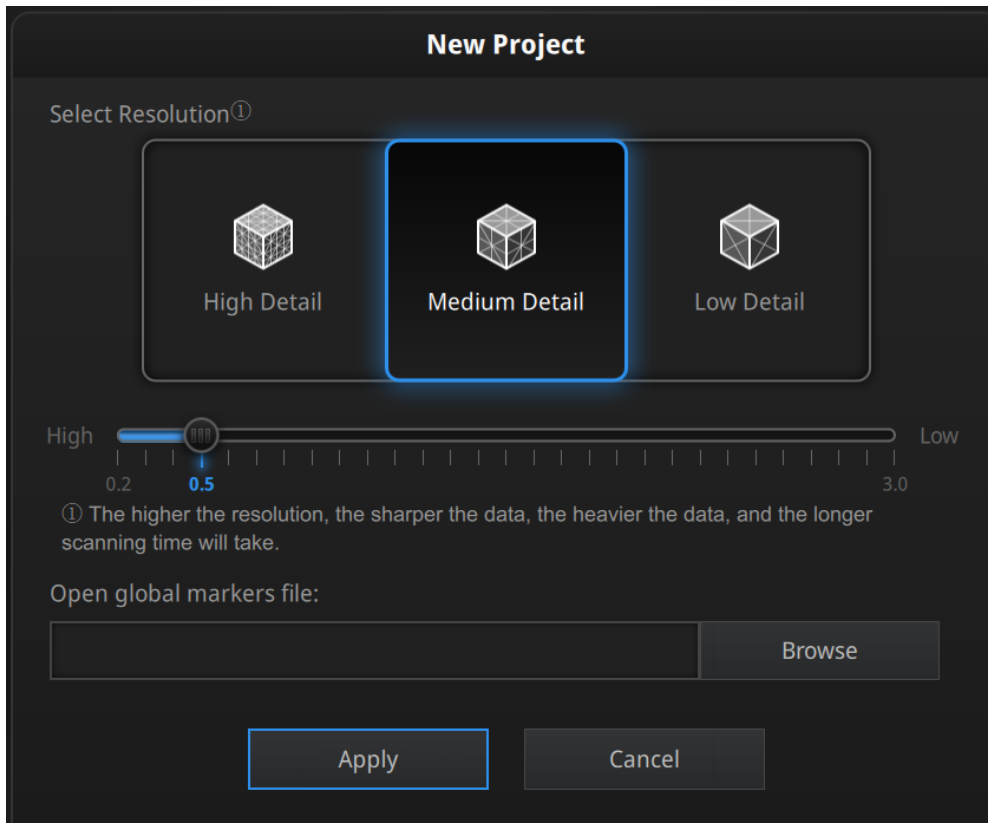 New Project
Select Resolution①
High Detail
Medium Detail
Low Detail
High
Low
0.2
0.5
3.0
① The higher the resolution, the sharper the data, the heavier the data, and the longer
scanning time will take.
Open global markers file:
Browse
Apply
Cancel